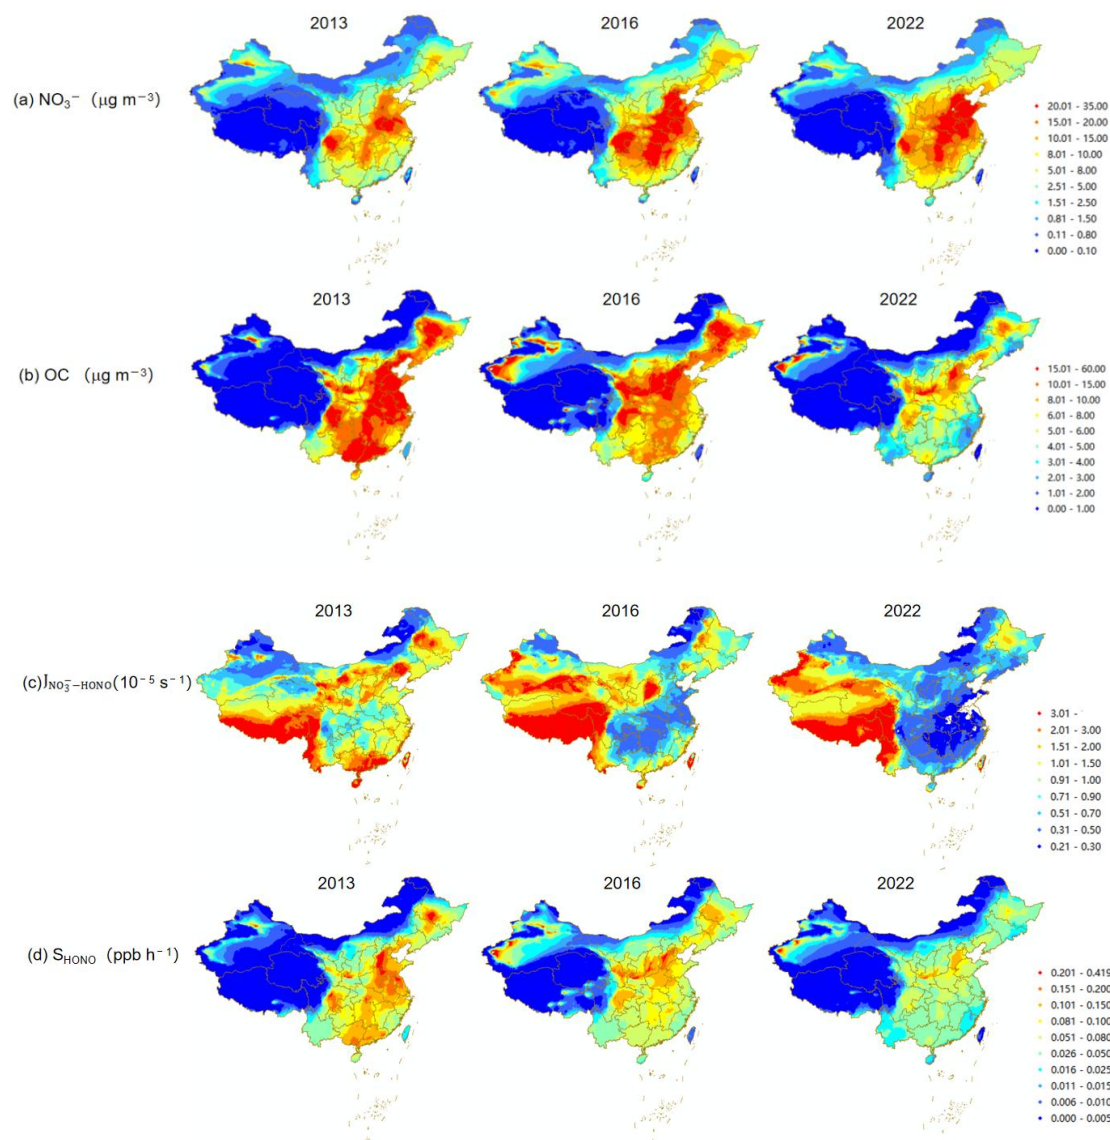 2013 2016 2022
(a) NO₃⁻ (μg m⁻³)
20.01 - 35.00
15.01 - 20.00
10.01 - 15.00
8.01 - 10.00
5.01 - 8.00
2.51 - 5.00
1.51 - 2.50
0.81 - 1.50
0.11 - 0.80
0.00 - 0.10
2013 2016 2022
(b) OC (μg m⁻³)
15.01 - 60.00
10.01 - 15.00
8.01 - 10.00
6.01 - 8.00
5.01 - 6.00
4.01 - 5.00
3.01 - 4.00
2.01 - 3.00
1.01 - 2.00
0.00 - 1.00
2013 2016 2022
(c) J_NO₃⁻−HONO (10⁻⁵ s⁻¹)
3.01 -
2.01 - 3.00
1.51 - 2.00
1.01 - 1.50
0.91 - 1.00
0.71 - 0.90
0.51 - 0.70
0.31 - 0.50
0.21 - 0.30
2013 2016 2022
(d) S_HONO (ppb h⁻¹)
0.201 - 0.419
0.151 - 0.200
0.101 - 0.150
0.081 - 0.100
0.051 - 0.080
0.026 - 0.050
0.016 - 0.025
0.011 - 0.015
0.006 - 0.010
0.000 - 0.005